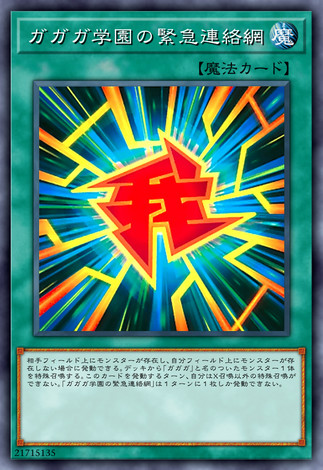 ガガガ学園の緊急連絡網
魔
【魔法カード】
我
相手フィールド上にモンスターが存在し、自分フィールド上にモンスターが存
在しない場合に発動できる。デッキから「ガガガ」と名のついたモンスター1体
を特殊召喚する。このカードを発動するターン、自分はX召喚以外の特殊召喚が
できない。「ガガガ学園の緊急連絡網」は1ターンに1枚しか発動できない。
21715135